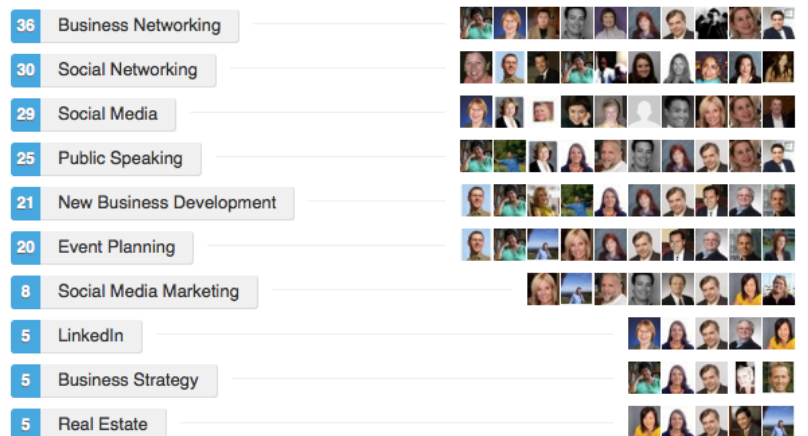 36 Business Networking
30 Social Networking
29 Social Media
25 Public Speaking
21 New Business Development
20 Event Planning
8 Social Media Marketing
5 LinkedIn
5 Business Strategy
5 Real Estate